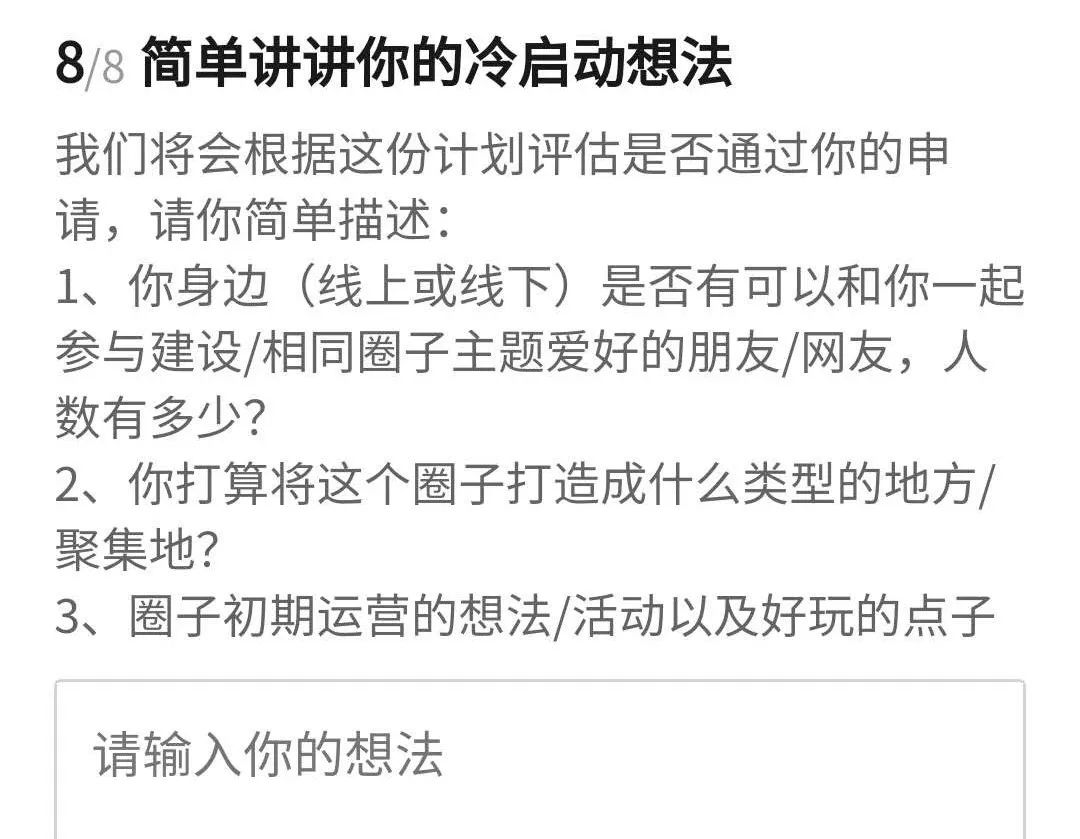 8/8 简单讲讲你的冷启动想法
我们将会根据这份计划评估是否通过你的申
请，请你简单描述：
1、你身边（线上或线下）是否有可以和你一起
参与建设/相同圈子主题爱好的朋友/网友，人
数有多少？
2、你打算将这个圈子打造成什么类型的地方/
聚集地？
3、圈子初期运营的想法/活动以及好玩的点子
请输入你的想法